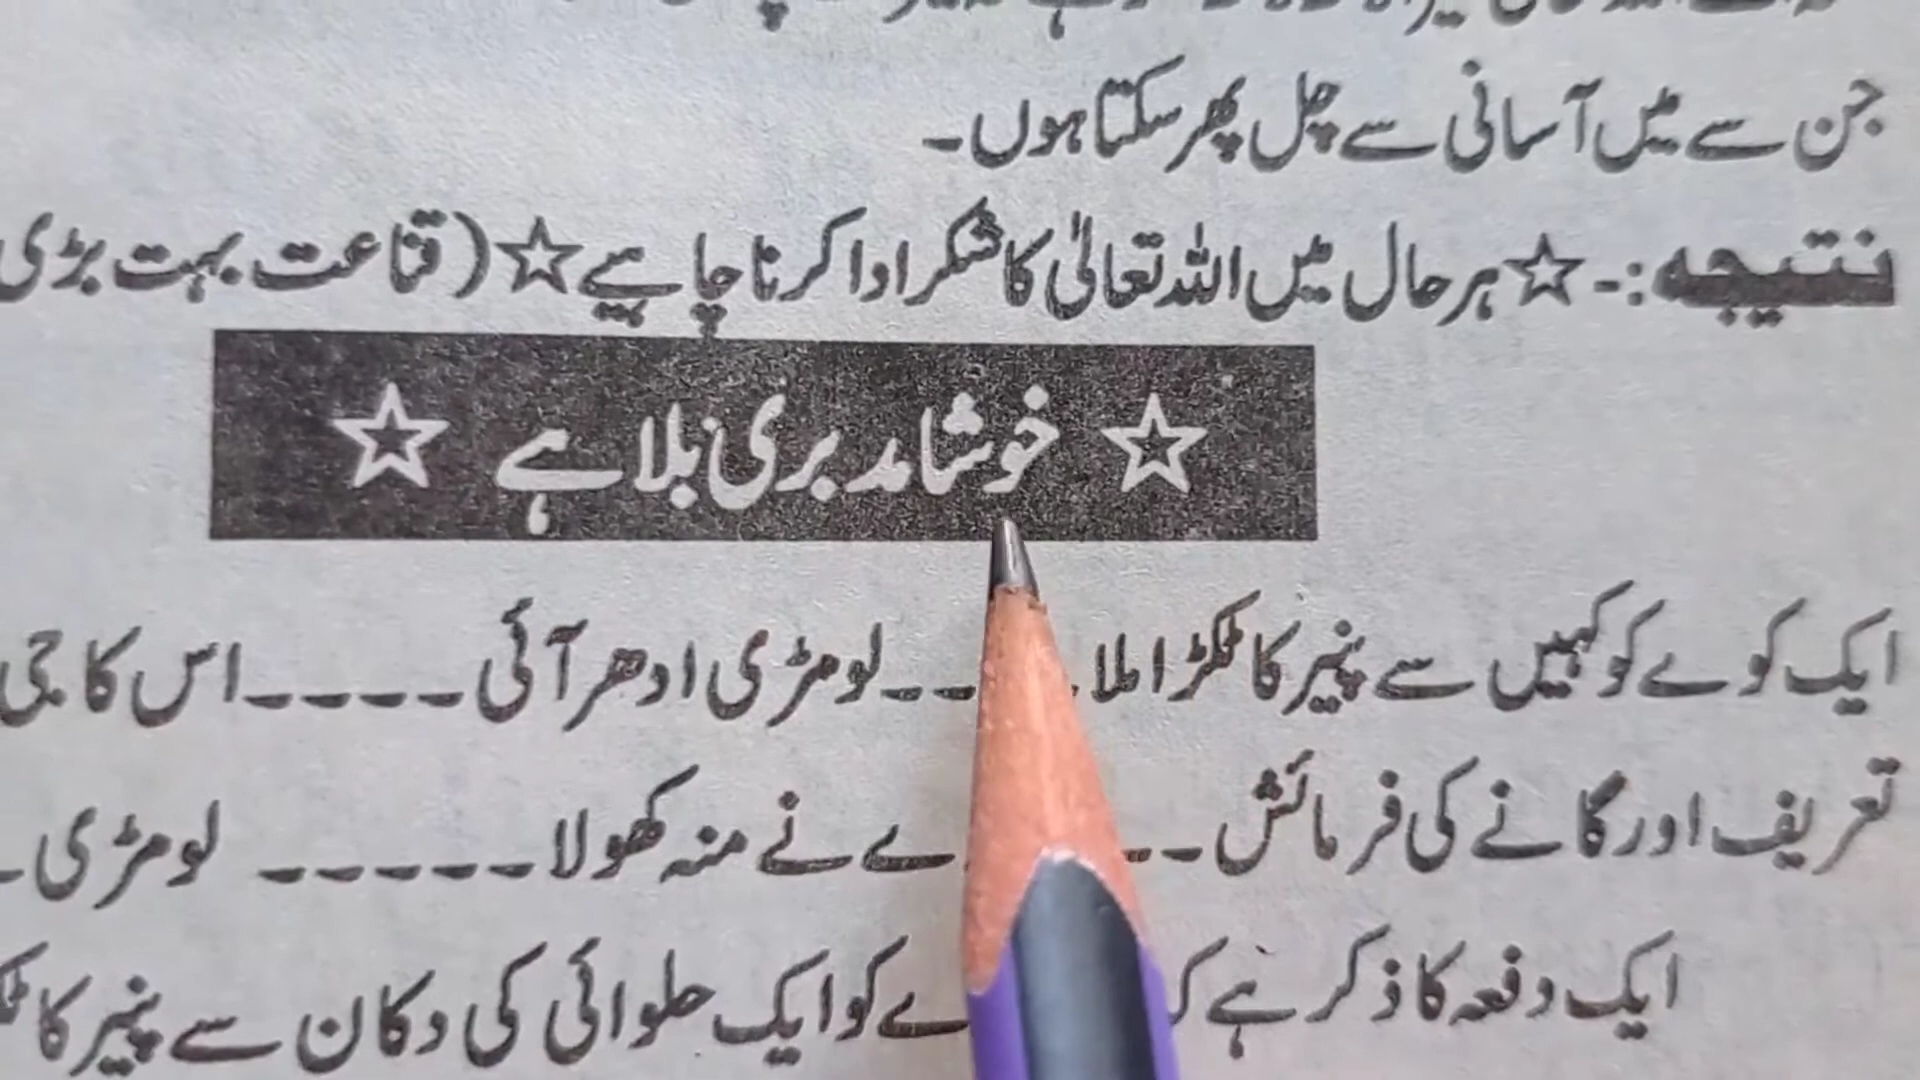 جن سے میں آسانی سے چل پھر سکتا ہوں۔
نتیجہ:- ☆ ہر حال میں اللہ تعالیٰ کا شکر ادا کرنا چاہیے ☆ (قناعت بہت بڑی
☆ خوشامد بری بلا ہے ☆
ایک کوے کو کہیں سے پنیر کا ٹکڑا ملا ۔۔۔ لومڑی ادھر آئی ۔۔۔۔۔ اس کا جی
تعریف اور گانے کی فرمائش ۔۔ نے منہ کھولا ۔۔۔۔۔۔ لومڑی ۔
ایک دفعہ کا ذکر ہے کو ایک حلوائی کی دکان سے پنیر کا